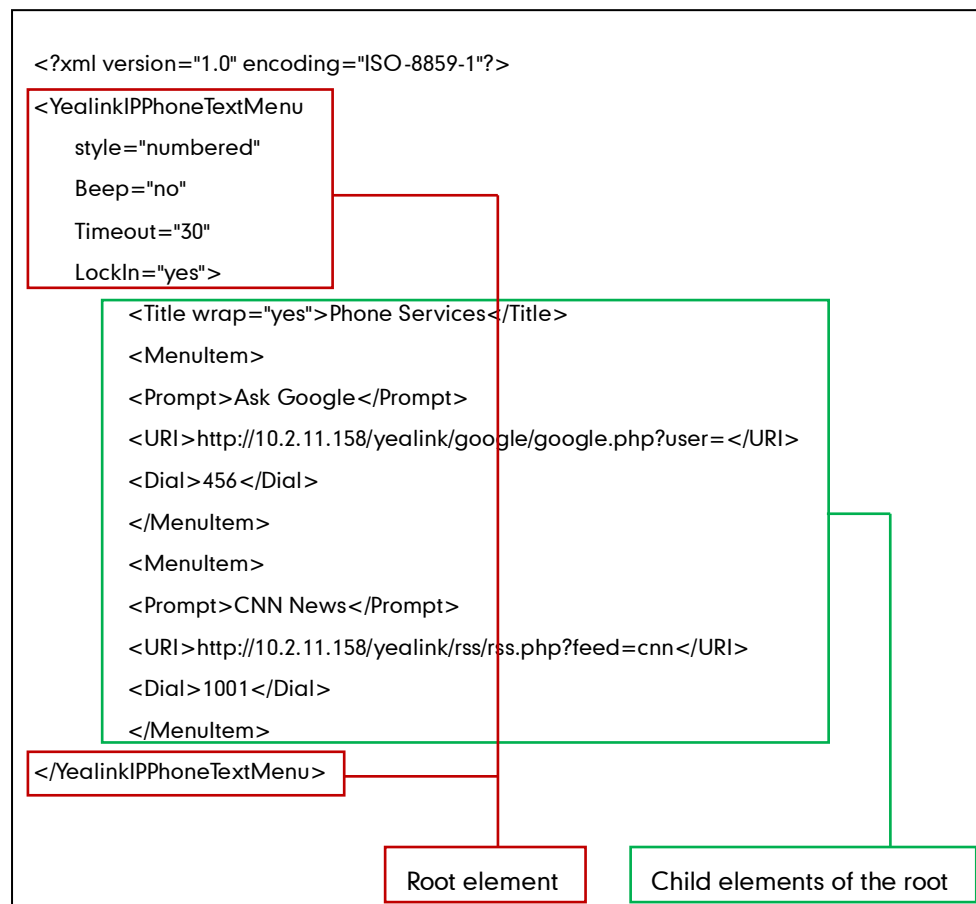 <?xml version="1.0" encoding="ISO-8859-1"?>
<YealinkIPPhoneTextMenu
style="numbered"
Beep="no"
Timeout="30"
LockIn="yes">
<Title wrap="yes">Phone Services</Title>
<MenuItem>
<Prompt>Ask Google</Prompt>
<URI>http://10.2.11.158/yealink/google/google.php?user=</URI>
<Dial>456</Dial>
</MenuItem>
<MenuItem>
<Prompt>CNN News</Prompt>
<URI>http://10.2.11.158/yealink/rss/rss.php?feed=cnn</URI>
<Dial>1001</Dial>
</MenuItem>
</YealinkIPPhoneTextMenu>
Root element
Child elements of the root